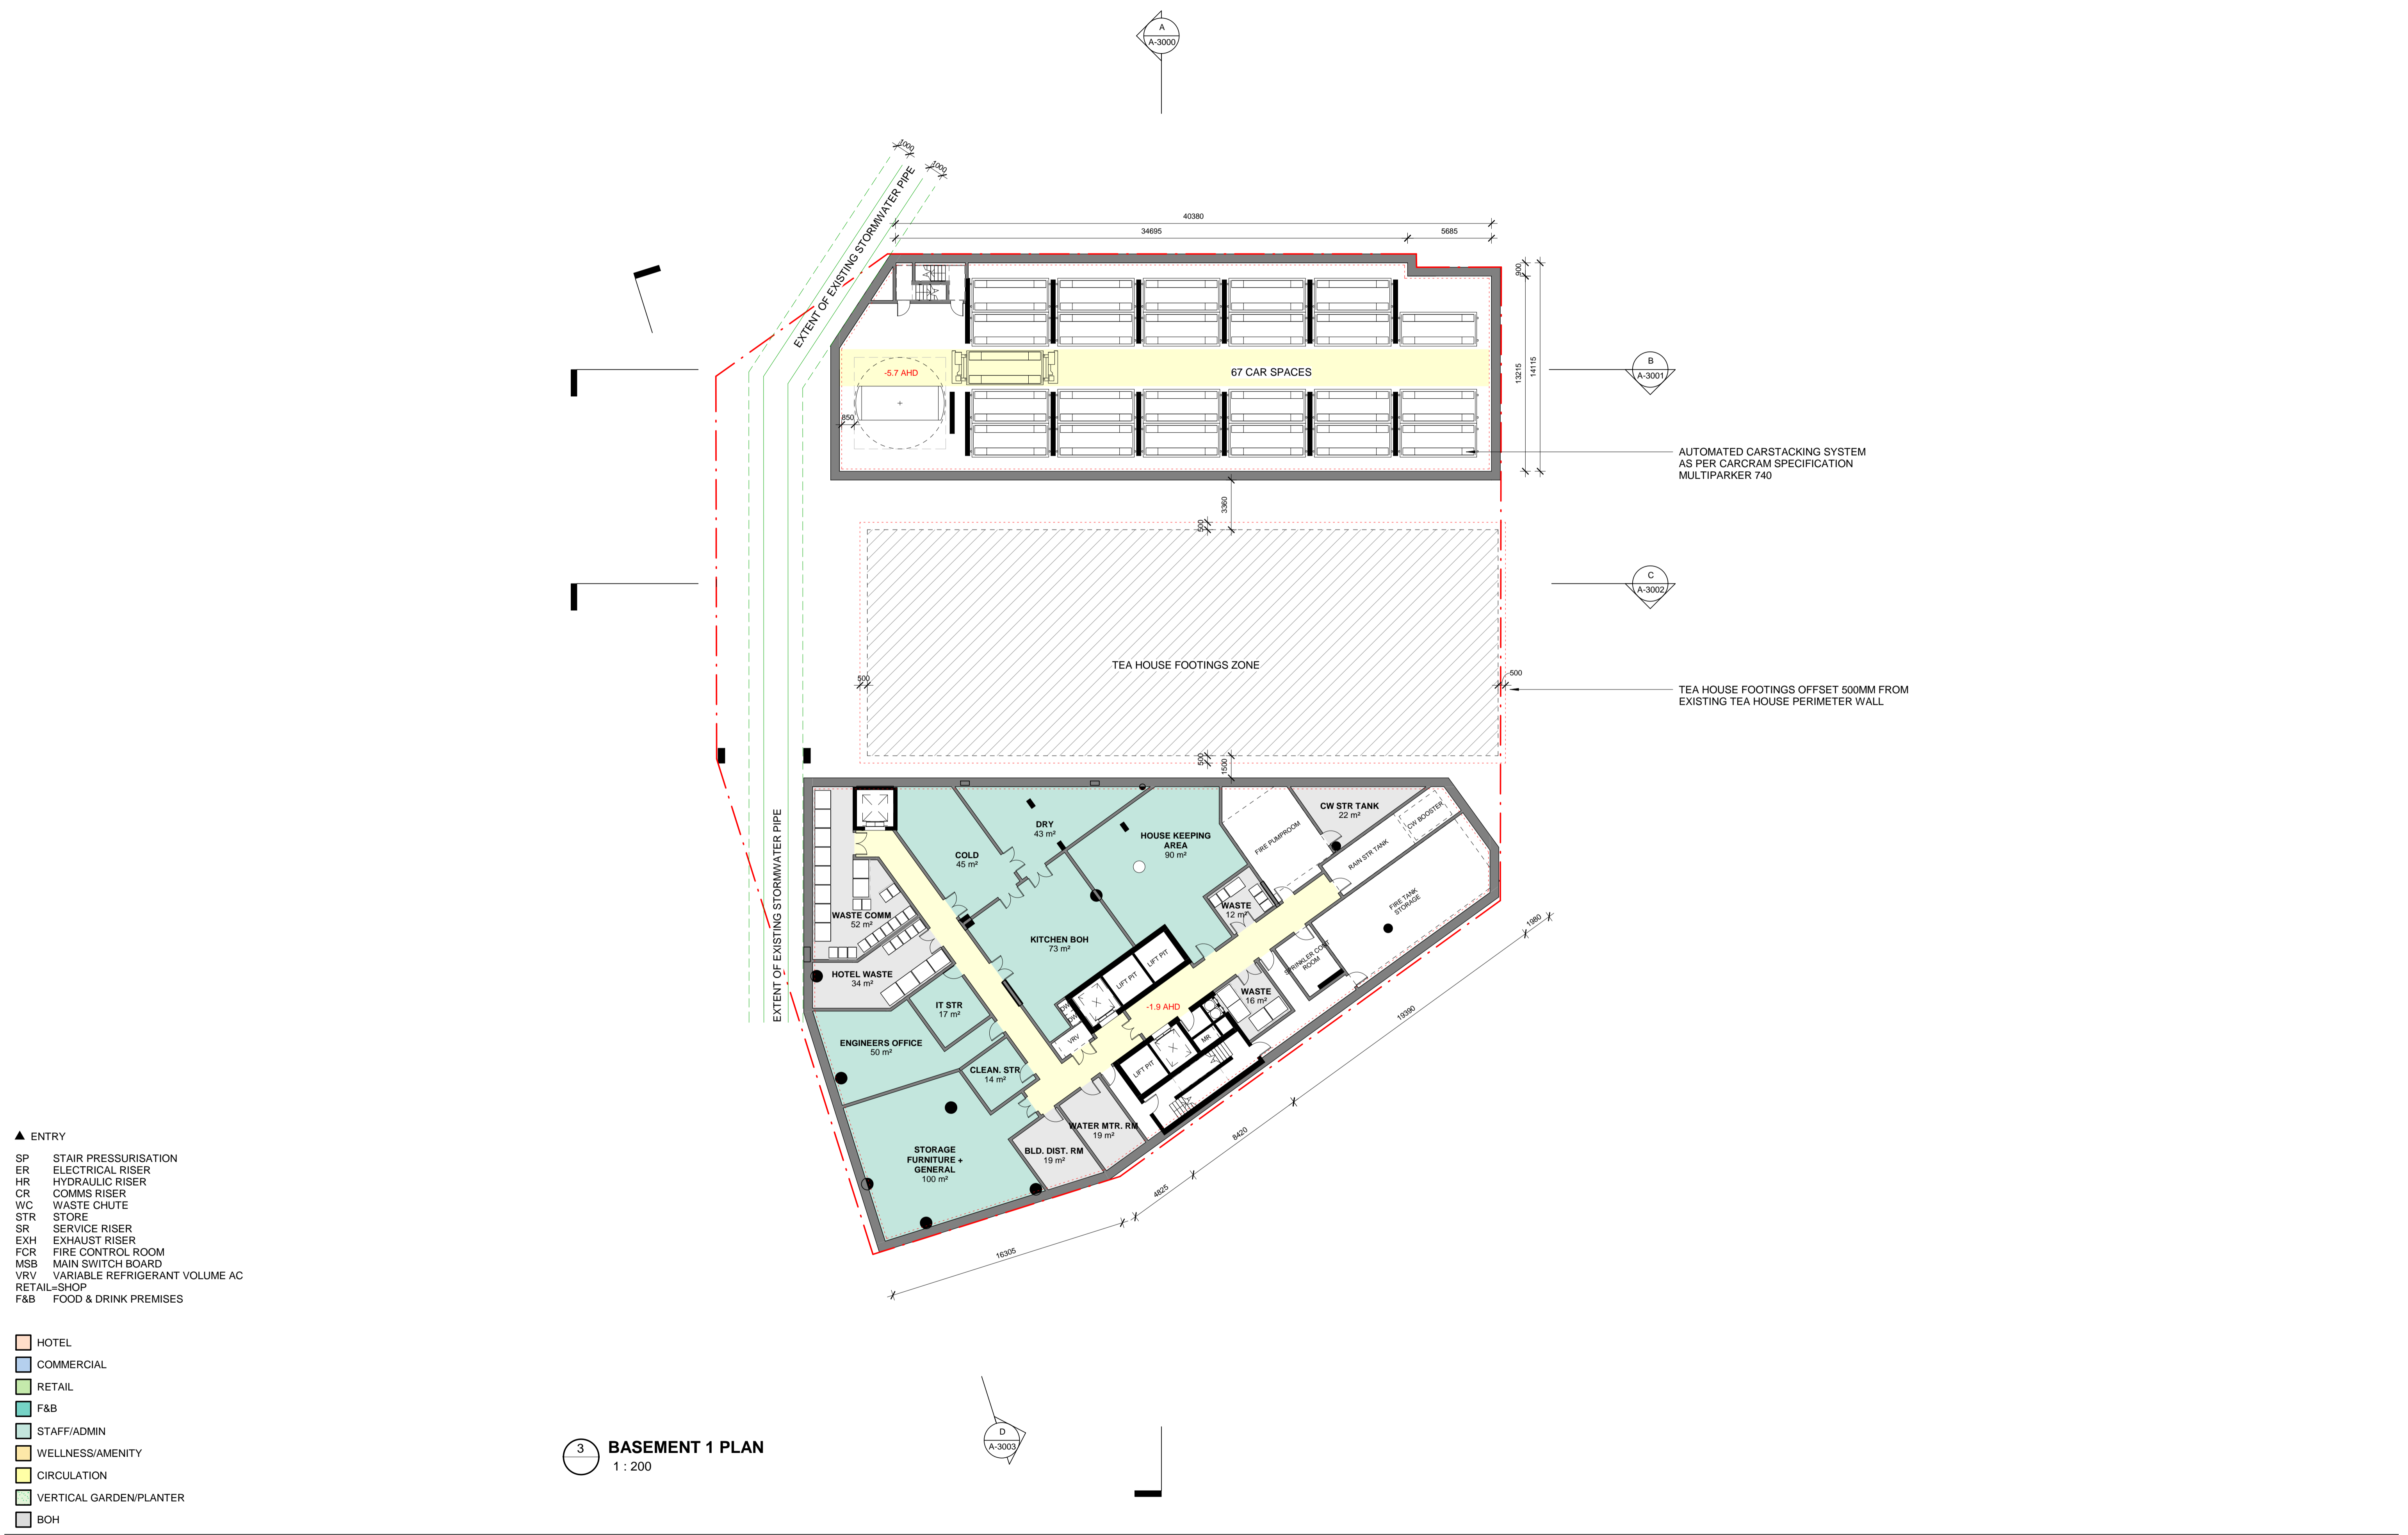 A
A-3000
1000
1000
EXTENT OF EXISTING STORMWATER PIPE
40380
34695
5685
900
13215
14115
-5.7 AHD
67 CAR SPACES
850
B
A-3001
AUTOMATED CARSTACKING SYSTEM
AS PER CARCRAM SPECIFICATION
MULTIPARKER 740
3360
500
C
A-3002
TEA HOUSE FOOTINGS ZONE
500
500
TEA HOUSE FOOTINGS OFFSET 500MM FROM
EXISTING TEA HOUSE PERIMETER WALL
500
1500
EXTENT OF EXISTING STORMWATER PIPE
DRY
43 m²
COLD
45 m²
HOUSE KEEPING
AREA
90 m²
FIRE PUMPROOM
CW STR TANK
22 m²
CW BOOSTER
RAIN STR TANK
FIRE TANK
STORAGE
WASTE COMM
52 m²
WASTE
12 m²
KITCHEN BOH
73 m²
LIFT PIT
LIFT PIT
SPRINKLER CONT
ROOM
HOTEL WASTE
34 m²
IT STR
17 m²
WASTE
16 m²
-1.9 AHD
DW
DW
VRV
MR
LIFT PIT
ENGINEERS OFFICE
50 m²
CLEAN. STR
14 m²
WATER MTR. RM
19 m²
BLD. DIST. RM
19 m²
STORAGE
FURNITURE +
GENERAL
100 m²
1980
19390
8420
4825
16305
ENTRY
SP STAIR PRESSURISATION
ER ELECTRICAL RISER
HR HYDRAULIC RISER
CR COMMS RISER
WC WASTE CHUTE
STR STORE
SR SERVICE RISER
EXH EXHAUST RISER
FCR FIRE CONTROL ROOM
MSB MAIN SWITCH BOARD
VRV VARIABLE REFRIGERANT VOLUME AC
RETAIL=SHOP
F&B FOOD & DRINK PREMISES
HOTEL
COMMERCIAL
RETAIL
F&B
STAFF/ADMIN
WELLNESS/AMENITY
CIRCULATION
VERTICAL GARDEN/PLANTER
BOH
3
BASEMENT 1 PLAN
1 : 200
D
A-3003